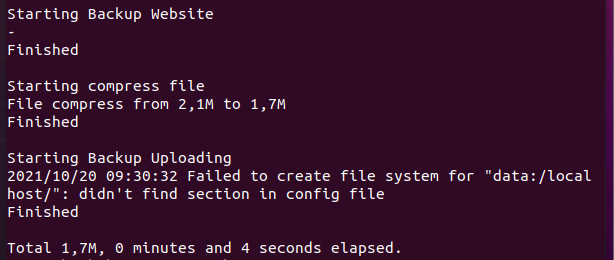 Starting Backup Website
-
Finished
Starting compress file
File compress from 2,1M to 1,7M
Finished
Starting Backup Uploading
2021/10/20 09:30:32 Failed to create file system for "data:/local
host/": didn't find section in config file
Finished
Total 1,7M, 0 minutes and 4 seconds elapsed.